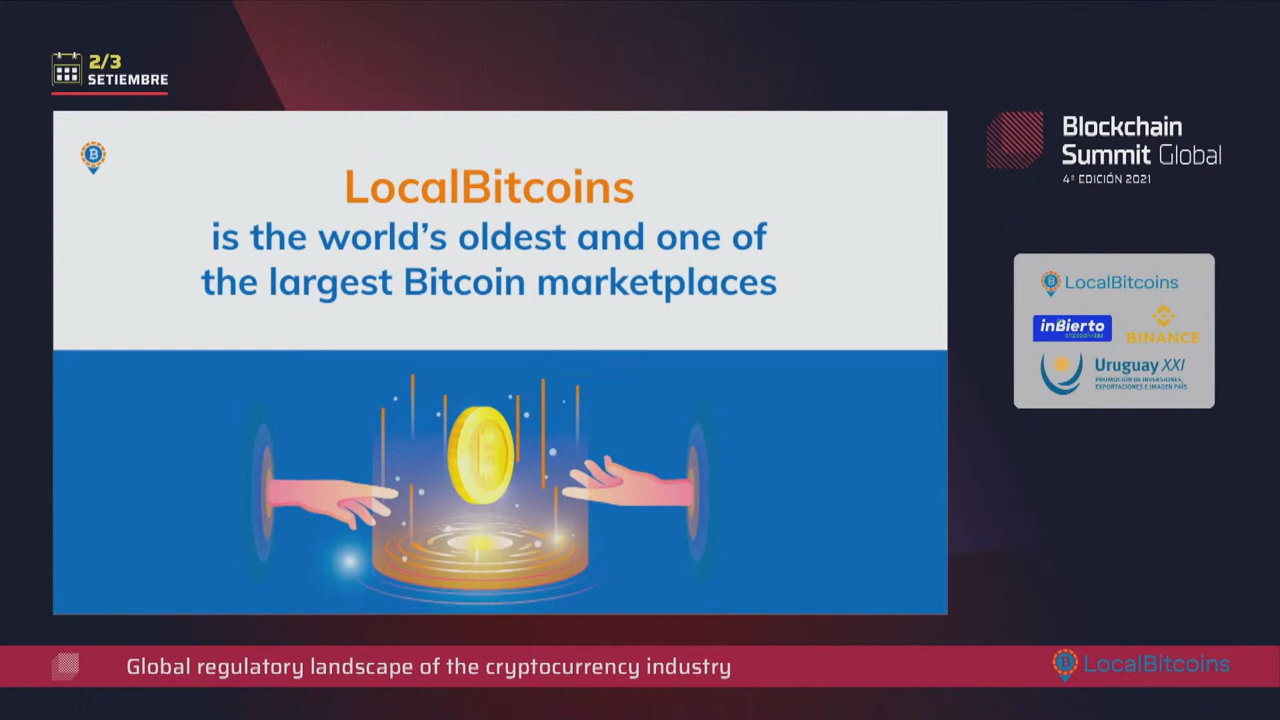 2/3
SETIEMBRE
LocalBitcoins
is the world's oldest and one of
the largest Bitcoin marketplaces
Blockchain
Summit Global
4ª EDICIÓN 2021
LocalBitcoins
inBierto
criptodivisas
BINANCE
Uruguay XXI
PROMOCIÓN DE INVERSIONES,
EXPORTACIONES E IMAGEN PAÍS
Global regulatory landscape of the cryptocurrency industry
LocalBitcoins